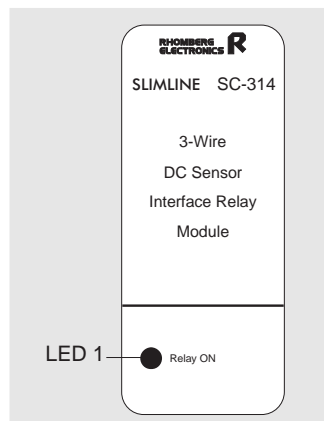 RHOMBERG
ELECTRONICS R
SLIMLINE SC-314
3-Wire
DC Sensor
Interface Relay
Module
LED 1
Relay ON